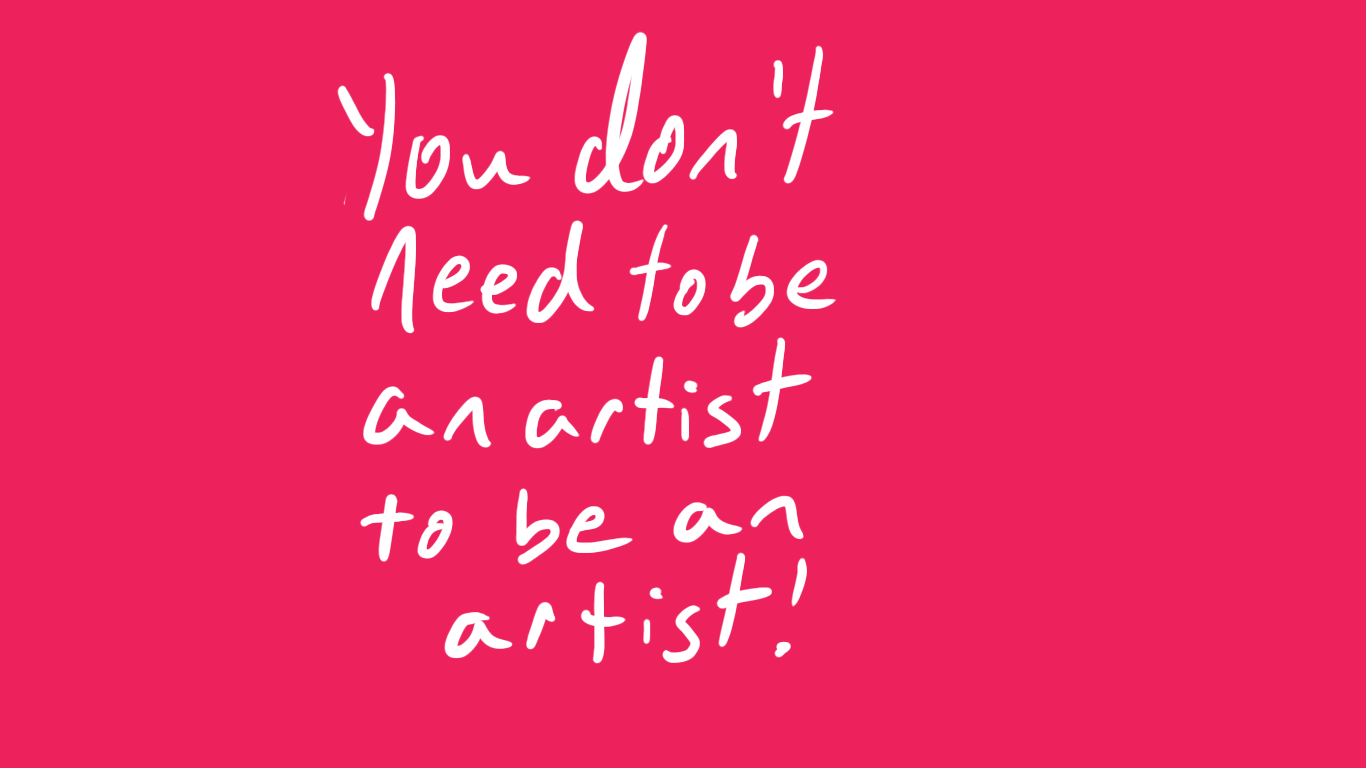 You don't
need to be
an artist
to be an
artist!